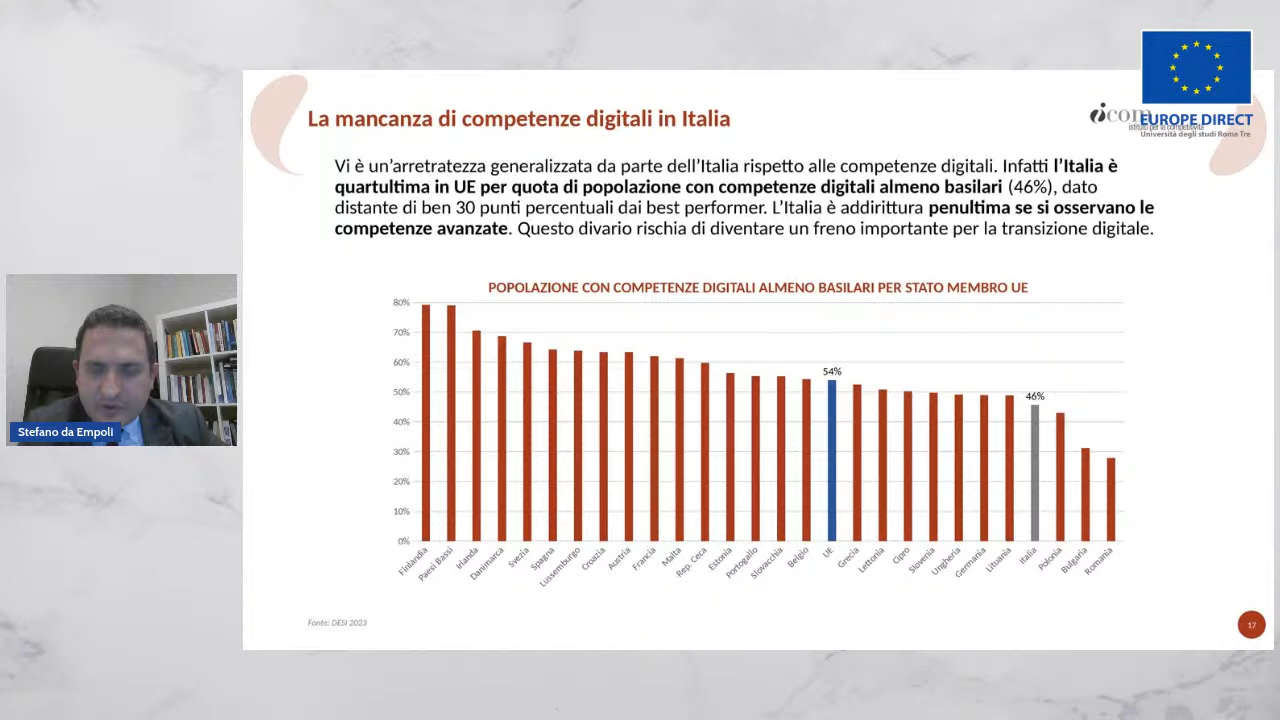 La mancanza di competenze digitali in Italia
icom
istituto per la competitività
EUROPE DIRECT
Università degli studi Roma Tre
Vi è un'arretratezza generalizzata da parte dell'Italia rispetto alle competenze digitali. Infatti l'Italia è
quartultima in UE per quota di popolazione con competenze digitali almeno basilari (46%), dato
distante di ben 30 punti percentuali dai best performer. L'Italia è addirittura penultima se si osservano le
competenze avanzate. Questo divario rischia di diventare un freno importante per la transizione digitale.
POPOLAZIONE CON COMPETENZE DIGITALI ALMENO BASILARI PER STATO MEMBRO UE
80%
70%
60%
50%
40%
30%
20%
10%
0%
54%
46%
Finlandia
Paesi Bassi
Irlanda
Danimarca
Svezia
Spagna
Lussemburgo
Croazia
Austria
Francia
Malta
Rep. Ceca
Estonia
Portogallo
Slovacchia
Belgio
UE
Grecia
Lettonia
Cipro
Slovenia
Ungheria
Germania
Lituania
Italia
Polonia
Bulgaria
Romania
Stefano da Empoli
Fonte: DESI 2023
17